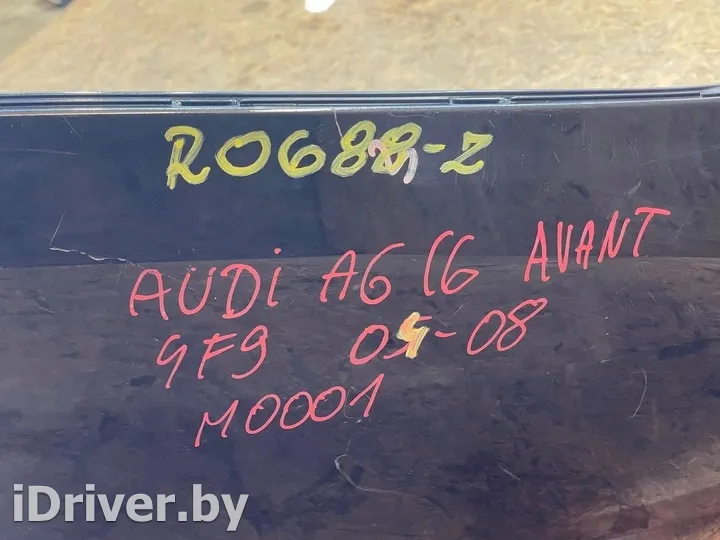 R0688-Z
AUDI A6 C6 AVANT
4F9 04-08
M0001
iDriver.by